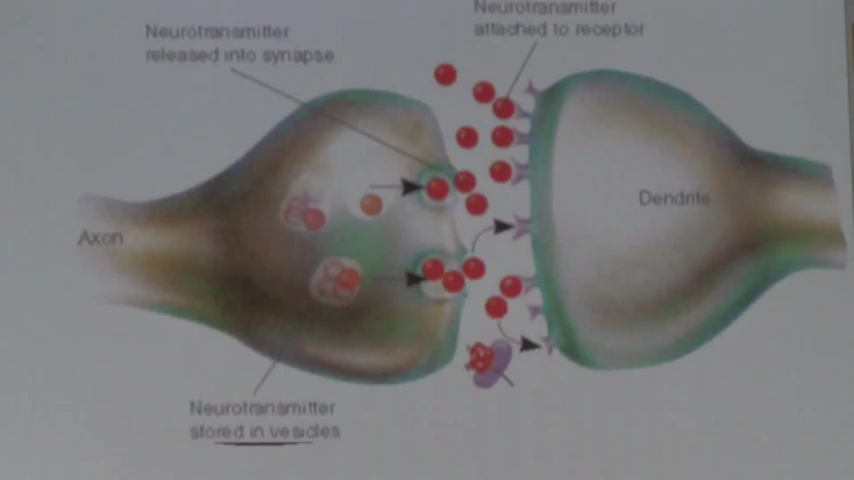 Neurotransmitter
released into synapse
Neurotransmitter
attached to receptor
Axon
Dendrite
Neurotransmitter
stored in vesicles